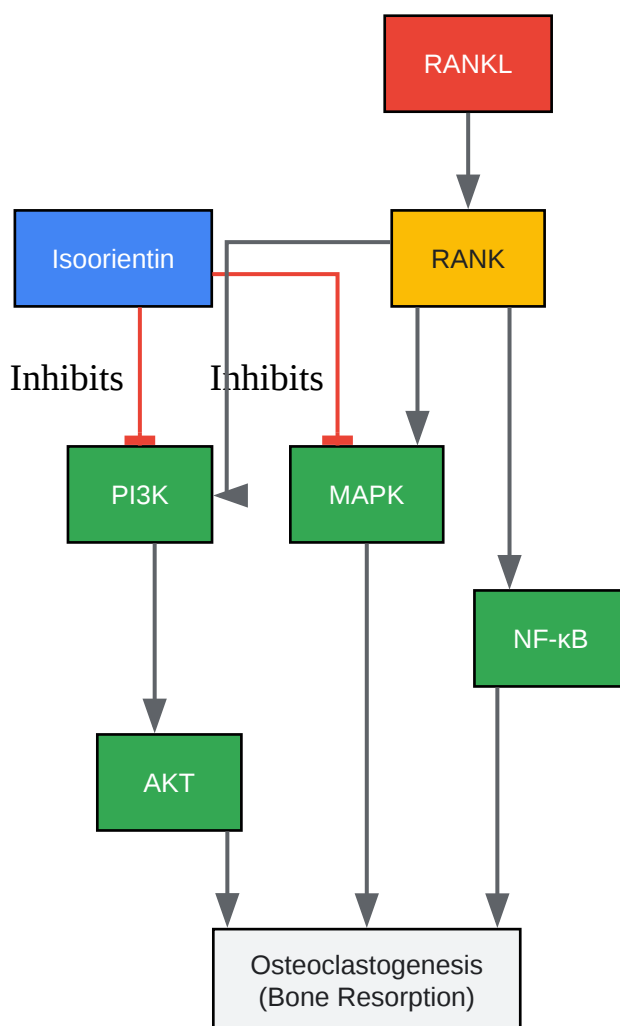 RANKL
Isoorientin
RANK
Inhibits
Inhibits
PI3K
MAPK
NF-κB
AKT
Osteoclastogenesis
(Bone Resorption)